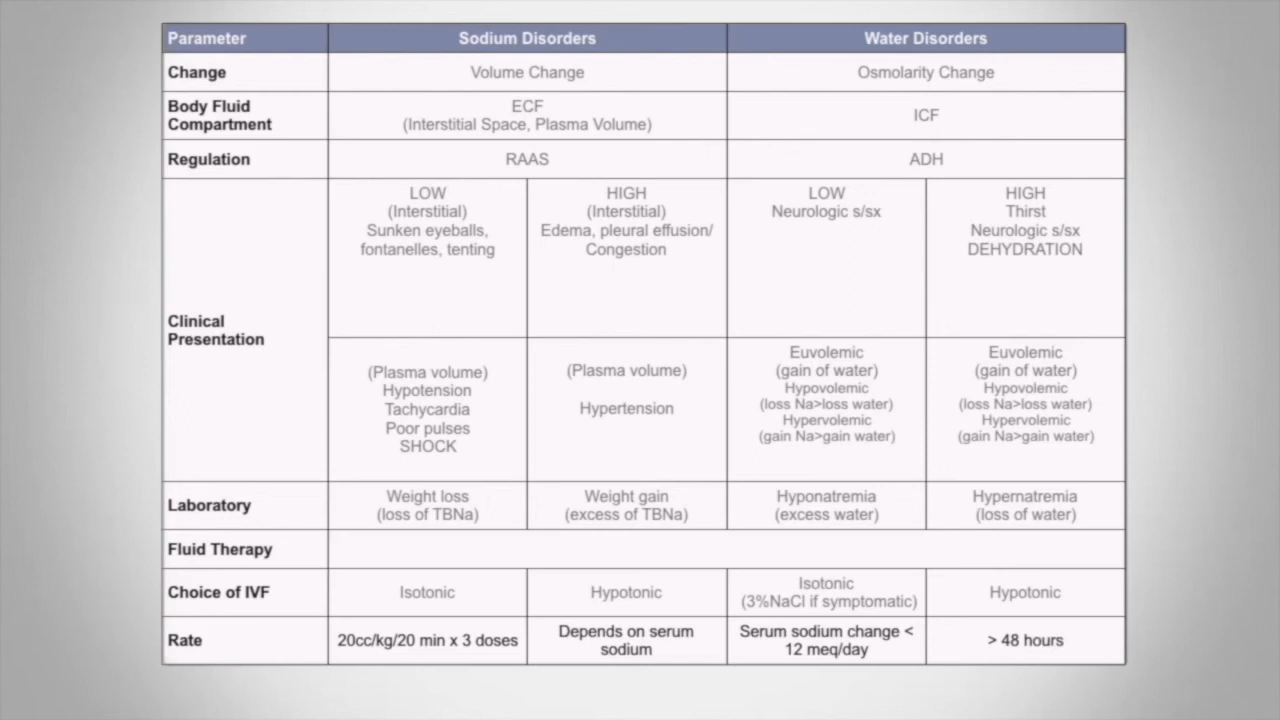 Parameter
Sodium Disorders
Water Disorders
Change
Volume Change
Osmolarity Change
Body Fluid
Compartment
ECF
(Interstitial Space, Plasma Volume)
ICF
Regulation
RAAS
ADH
Clinical
Presentation
LOW
(Interstitial)
Sunken eyeballs,
fontanelles, tenting
HIGH
(Interstitial)
Edema, pleural effusion/
Congestion
LOW
Neurologic s/sx
HIGH
Thirst
Neurologic s/sx
DEHYDRATION
(Plasma volume)
Hypotension
Tachycardia
Poor pulses
SHOCK
(Plasma volume)
Hypertension
Euvolemic
(gain of water)
Hypovolemic
(loss Na>loss water)
Hypervolemic
(gain Na>gain water)
Euvolemic
(gain of water)
Hypovolemic
(loss Na>loss water)
Hypervolemic
(gain Na>gain water)
Laboratory
Weight loss
(loss of TBNa)
Weight gain
(excess of TBNa)
Hyponatremia
(excess water)
Hypernatremia
(loss of water)
Fluid Therapy
Choice of IVF
Isotonic
Hypotonic
Isotonic
(3%NaCl if symptomatic)
Hypotonic
Rate
20cc/kg/20 min x 3 doses
Depends on serum
sodium
Serum sodium change <
12 meq/day
> 48 hours